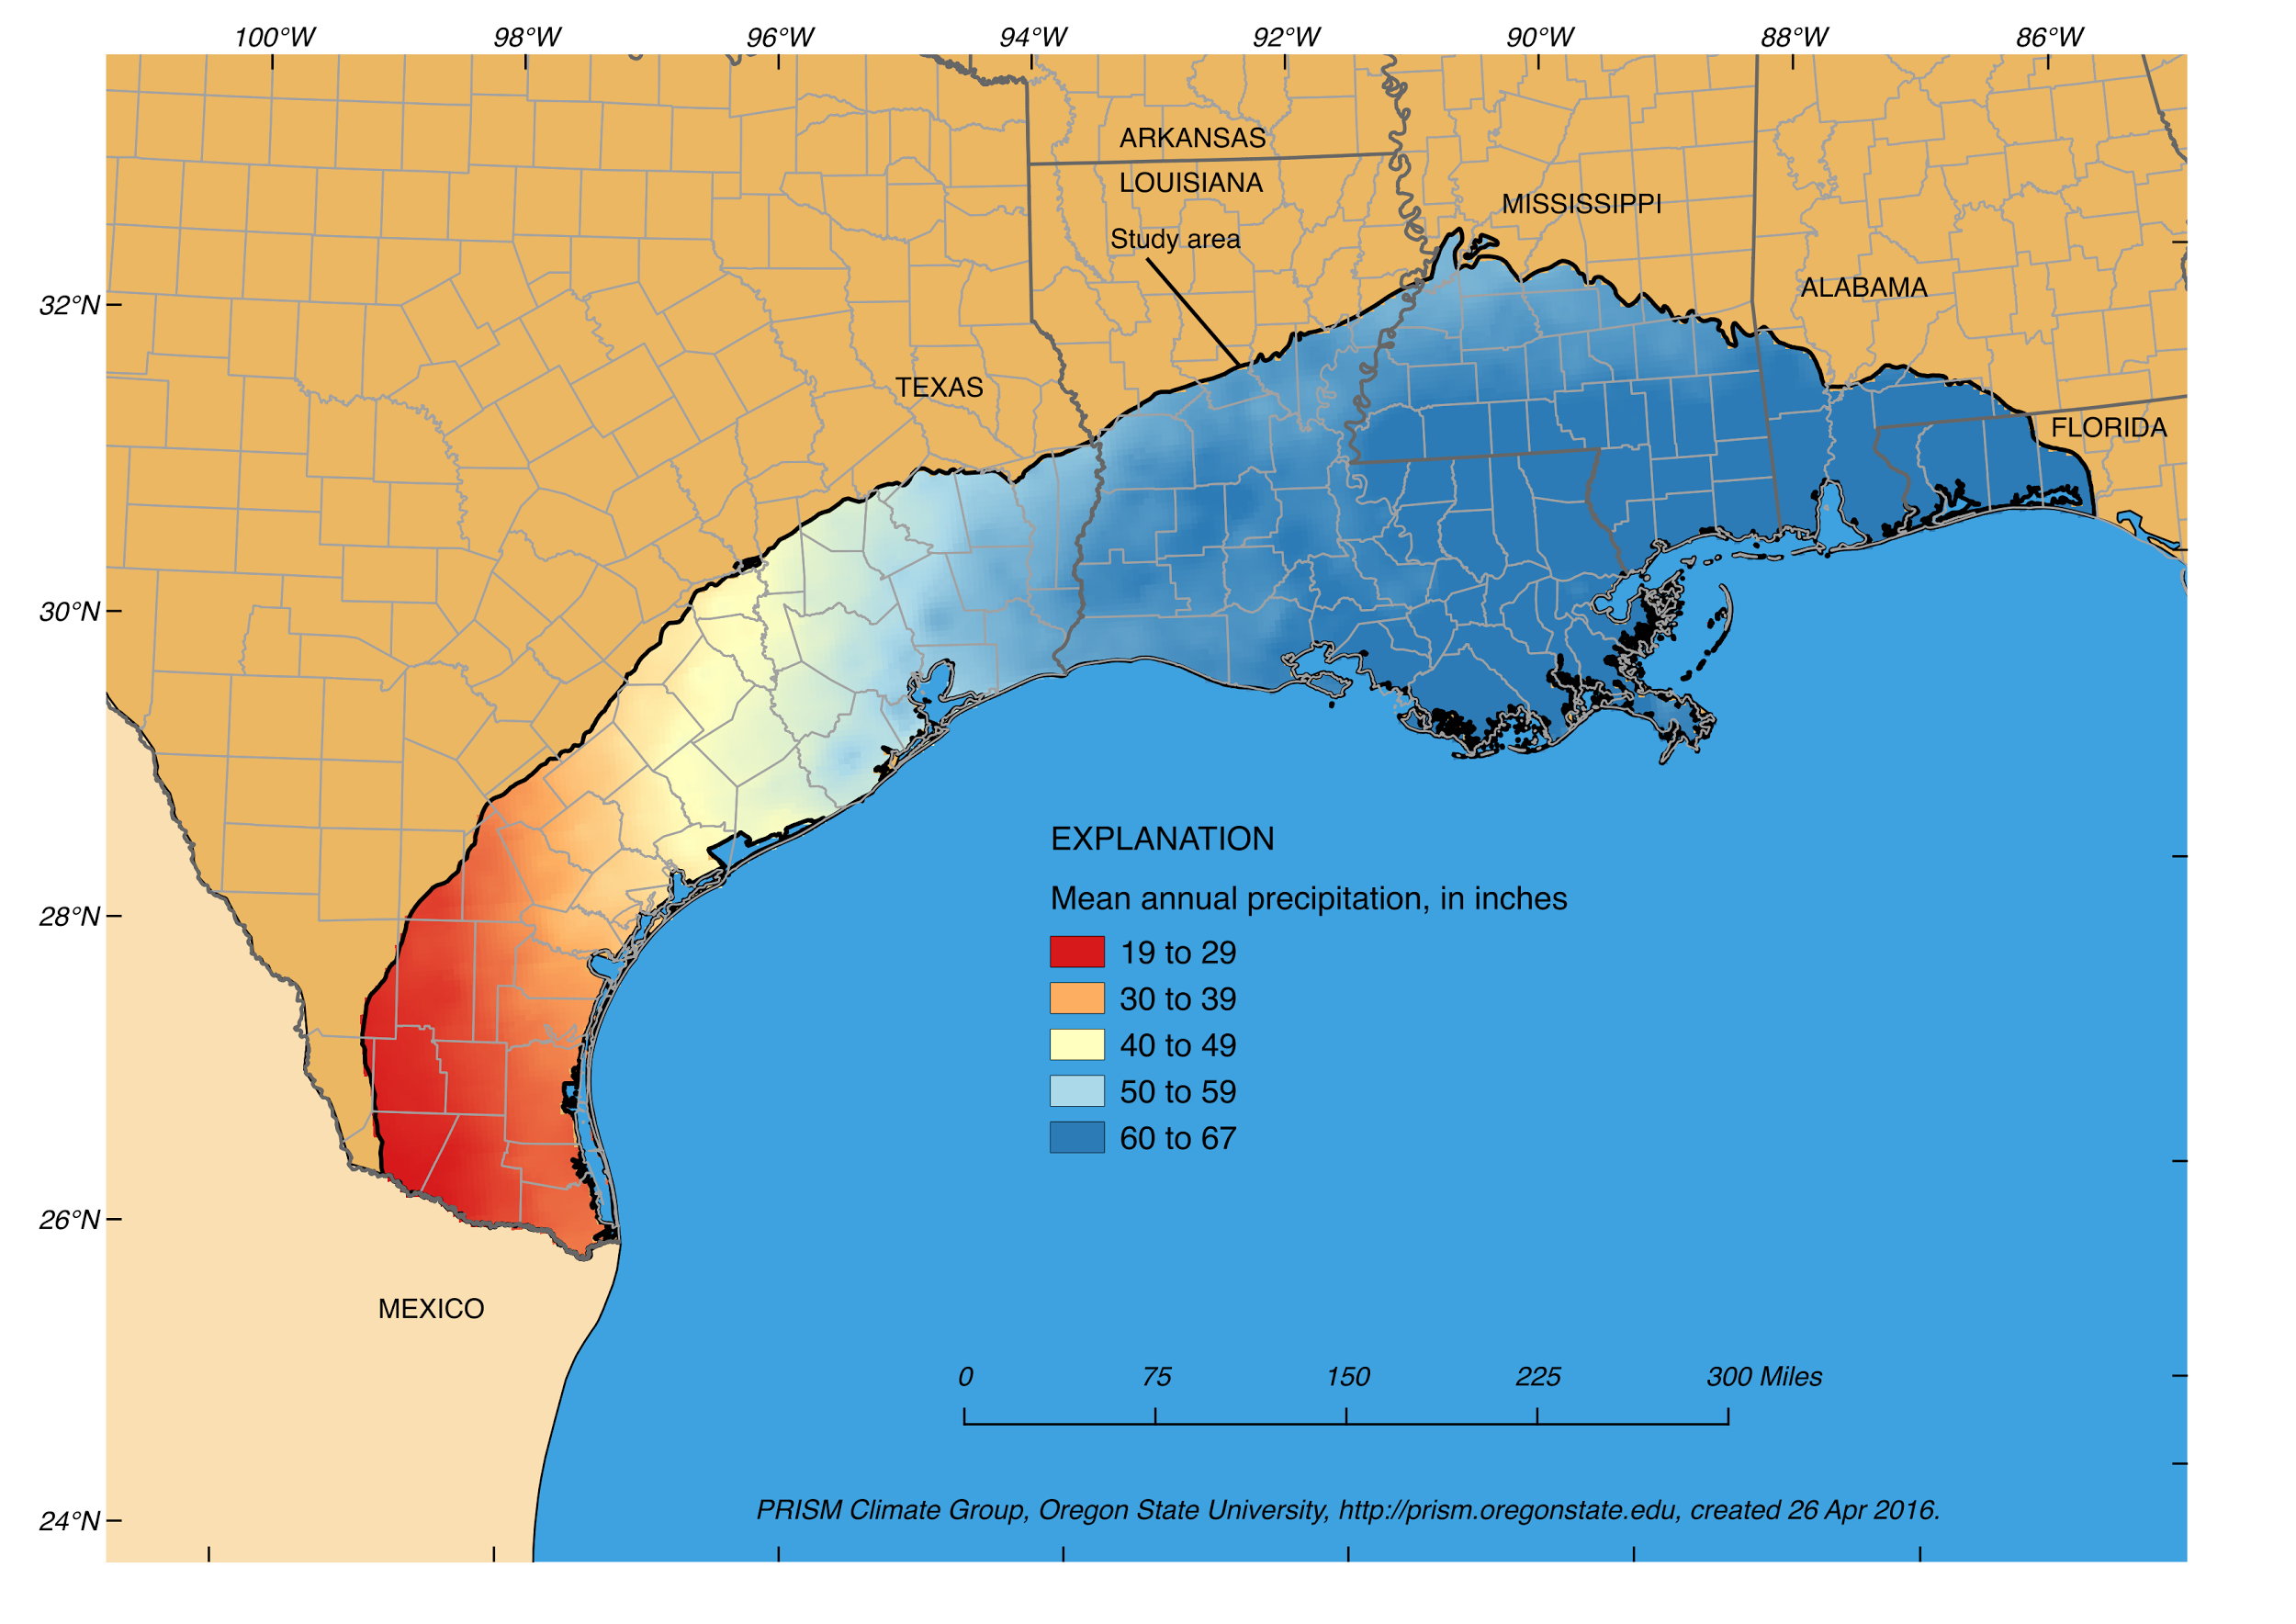 100°W 98°W 96°W 94°W 92°W 90°W 88°W 86°W
ARKANSAS
LOUISIANA
MISSISSIPPI
Study area
ALABAMA
32°N
TEXAS
FLORIDA
30°N
EXPLANATION
Mean annual precipitation, in inches
28°N
19 to 29
30 to 39
40 to 49
50 to 59
60 to 67
26°N
MEXICO
0 75 150 225 300 Miles
24°N
PRISM Climate Group, Oregon State University, http://prism.oregonstate.edu, created 26 Apr 2016.